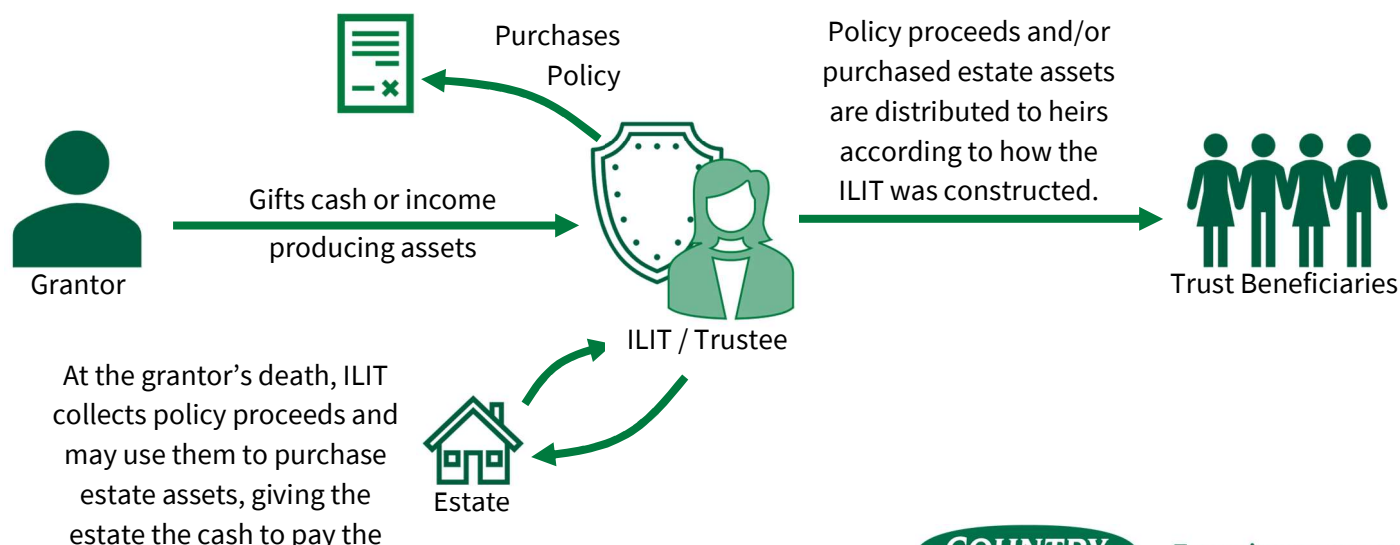 Purchases
Policy
Policy proceeds and/or
purchased estate assets
are distributed to heirs
according to how the
ILIT was constructed.
Gifts cash or income
producing assets
Grantor
Trust Beneficiaries
ILIT / Trustee
At the grantor’s death, ILIT
collects policy proceeds and
may use them to purchase
estate assets, giving the
estate the cash to pay the
Estate
COUNTRY